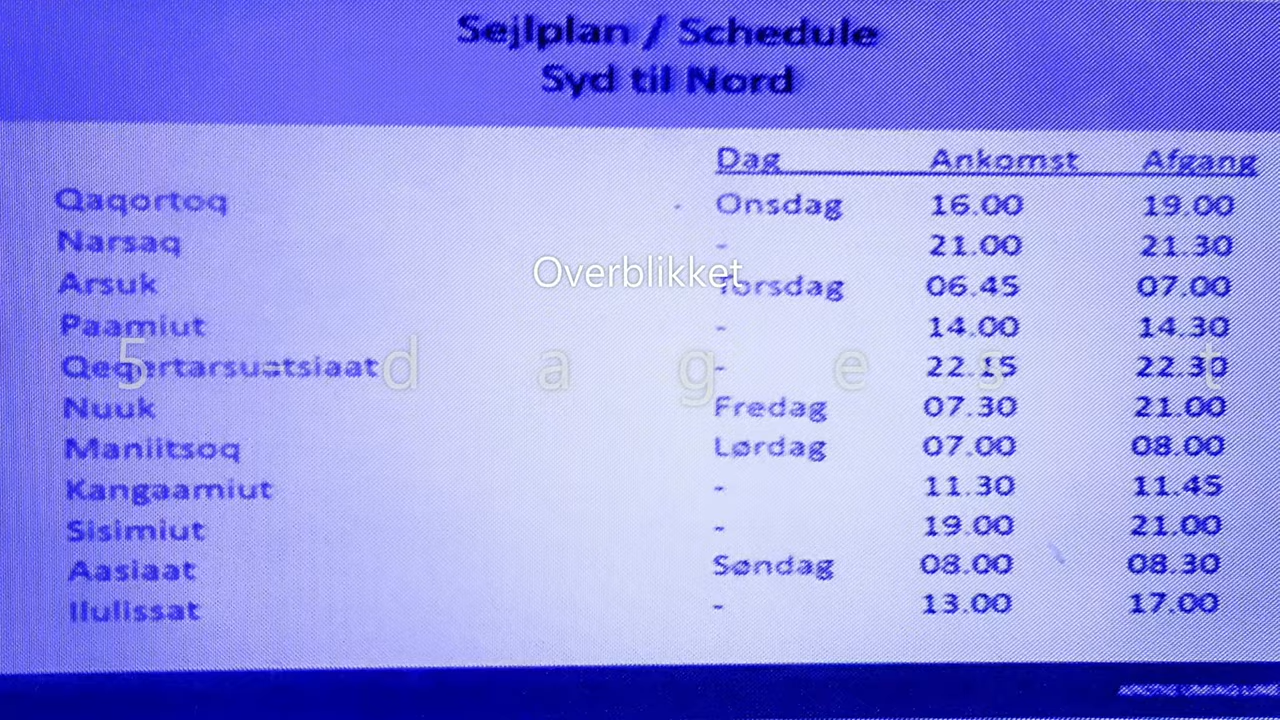 Sejlplan / Schedule
Syd til Nord
Dag Ankomst Afgang
Qaqortoq Onsdag 16.00 19.00
Narsaq - 21.00 21.30
Overblikket
Arsuk Torsdag 06.45 07.00
Paamiut - 14.00 14.30
5 d a g e s t
Qeqertarsuatsiaat - 22.15 22.30
Nuuk Fredag 07.30 21.00
Maniitsoq Lørdag 07.00 08.00
Kangaamiut - 11.30 11.45
Sisimiut - 19.00 21.00
Aasiaat Søndag 08.00 08.30
Ilulissat - 13.00 17.00